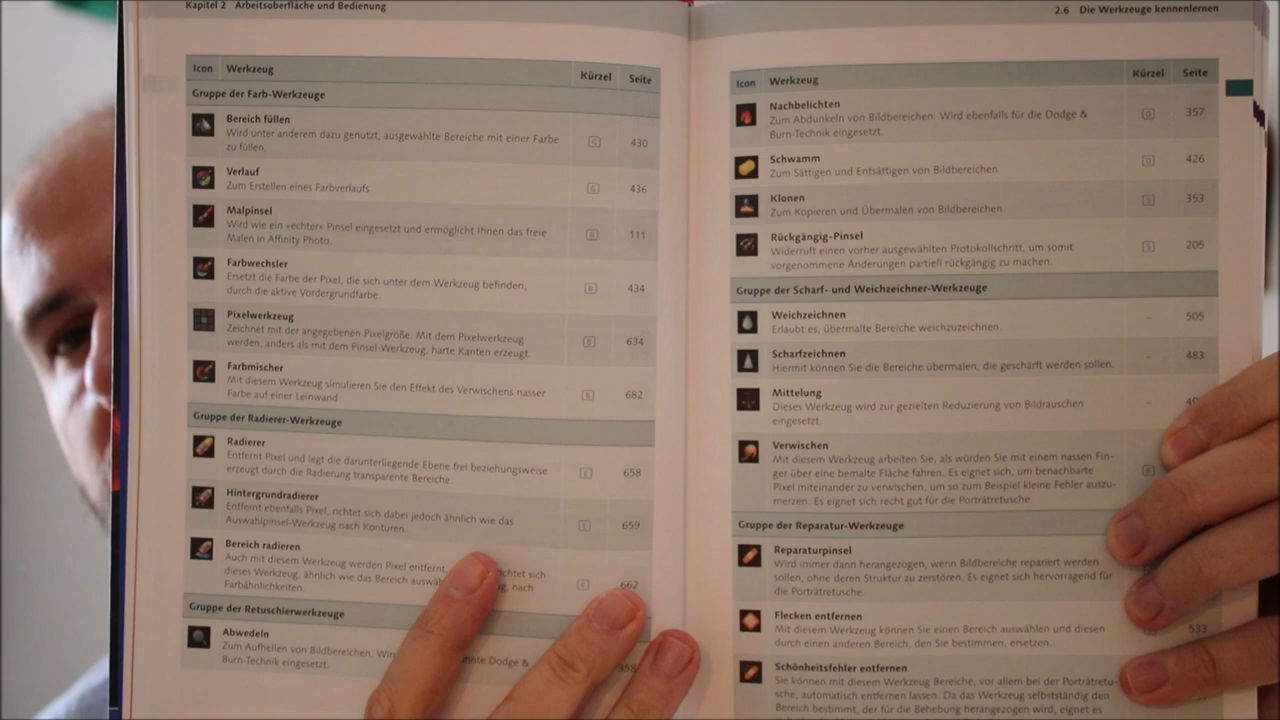 Kapitel 2 Arbeitsoberfläche und Bedienung
Icon Werkzeug Kürzel Seite
Gruppe der Farb-Werkzeuge
Bereich füllen
Wird unter anderem dazu genutzt, ausgewählte Bereiche mit einer Farbe
zu füllen.
G 430
Verlauf
Zum Erstellen eines Farbverlaufs
G 436
Malpinsel
Wird wie ein »echter« Pinsel eingesetzt und ermöglicht Ihnen das freie
Malen in Affinity Photo.
B 111
Farbwechsler
Ersetzt die Farbe der Pixel, die sich unter dem Werkzeug befinden,
durch die aktive Vordergrundfarbe.
B 434
Pixelwerkzeug
Zeichnet mit der angegebenen Pixelgröße. Mit dem Pixelwerkzeug
werden, anders als mit dem Pinsel-Werkzeug, harte Kanten erzeugt.
B 634
Farbmischer
Mit diesem Werkzeug simulieren Sie den Effekt des Verwischens nasser
Farbe auf einer Leinwand
B 682
Gruppe der Radierer-Werkzeuge
Radierer
Entfernt Pixel und legt die darunterliegende Ebene frei beziehungsweise
erzeugt durch die Radierung transparente Bereiche.
E 658
Hintergrundradierer
Entfernt ebenfalls Pixel, richtet sich dabei jedoch ähnlich wie das
Auswahlpinsel-Werkzeug nach Konturen.
E 659
Bereich radieren
Auch mit diesem Werkzeug werden Pixel entfernt. sich
dieses Werkzeug, ähnlich wie das Bereich nach
Farbähnlichkeiten.
E 662
Gruppe der Retuschierwerkzeuge
Abwedeln
Zum Aufhellen von Bildbereichen. Dodge &
Burn-Technik eingesetzt.
358
2.6 Die Werkzeuge kennenlernen
Icon Werkzeug Kürzel Seite
Nachbelichten
Zum Abdunkeln von Bildbereichen. Wird ebenfalls für die Dodge &
Burn-Technik eingesetzt.
O 357
Schwamm
Zum Sättigen und Entsättigen von Bildbereichen
O 426
Klonen
Zum Kopieren und Übermalen von Bildbereichen
S 353
Rückgängig-Pinsel
Widerruft einen vorher ausgewählten Protokollschritt, um somit
vorgenommene Änderungen partiell rückgängig zu machen.
S 205
Gruppe der Scharf- und Weichzeichner-Werkzeuge
Weichzeichnen
Erlaubt es, übermalte Bereiche weichzuzeichnen.
– 505
Scharfzeichnen
Hiermit können Sie die Bereiche übermalen, die geschärft werden sollen.
– 483
Mittelung
Dieses Werkzeug wird zur gezielten Reduzierung von Bildrauschen
eingesetzt.
–
Verwischen
Mit diesem Werkzeug arbeiten Sie, als würden Sie mit einem nassen Fin-
ger über eine bemalte Fläche fahren. Es eignet sich, um benachbarte
Pixel miteinander zu verwischen, um so zum Beispiel kleine Fehler auszu-
merzen. Es eignet sich recht gut für die Porträtretusche.
Gruppe der Reparatur-Werkzeuge
Reparaturpinsel
Wird immer dann herangezogen, wenn Bildbereiche repariert werden
sollen, ohne deren Struktur zu zerstören. Es eignet sich hervorragend für
die Porträtretusche.
Flecken entfernen
Mit diesem Werkzeug können Sie einen Bereich auswählen und diesen
durch einen anderen Bereich, den Sie bestimmen, ersetzen.
533
Schönheitsfehler entfernen
Sie können mit diesem Werkzeug Bereiche, vor allem bei der Porträtretu-
sche, automatisch entfernen lassen. Da das Werkzeug selbstständig den
Bereich bestimmt, der für die Behebung herangezogen wird, eignet es